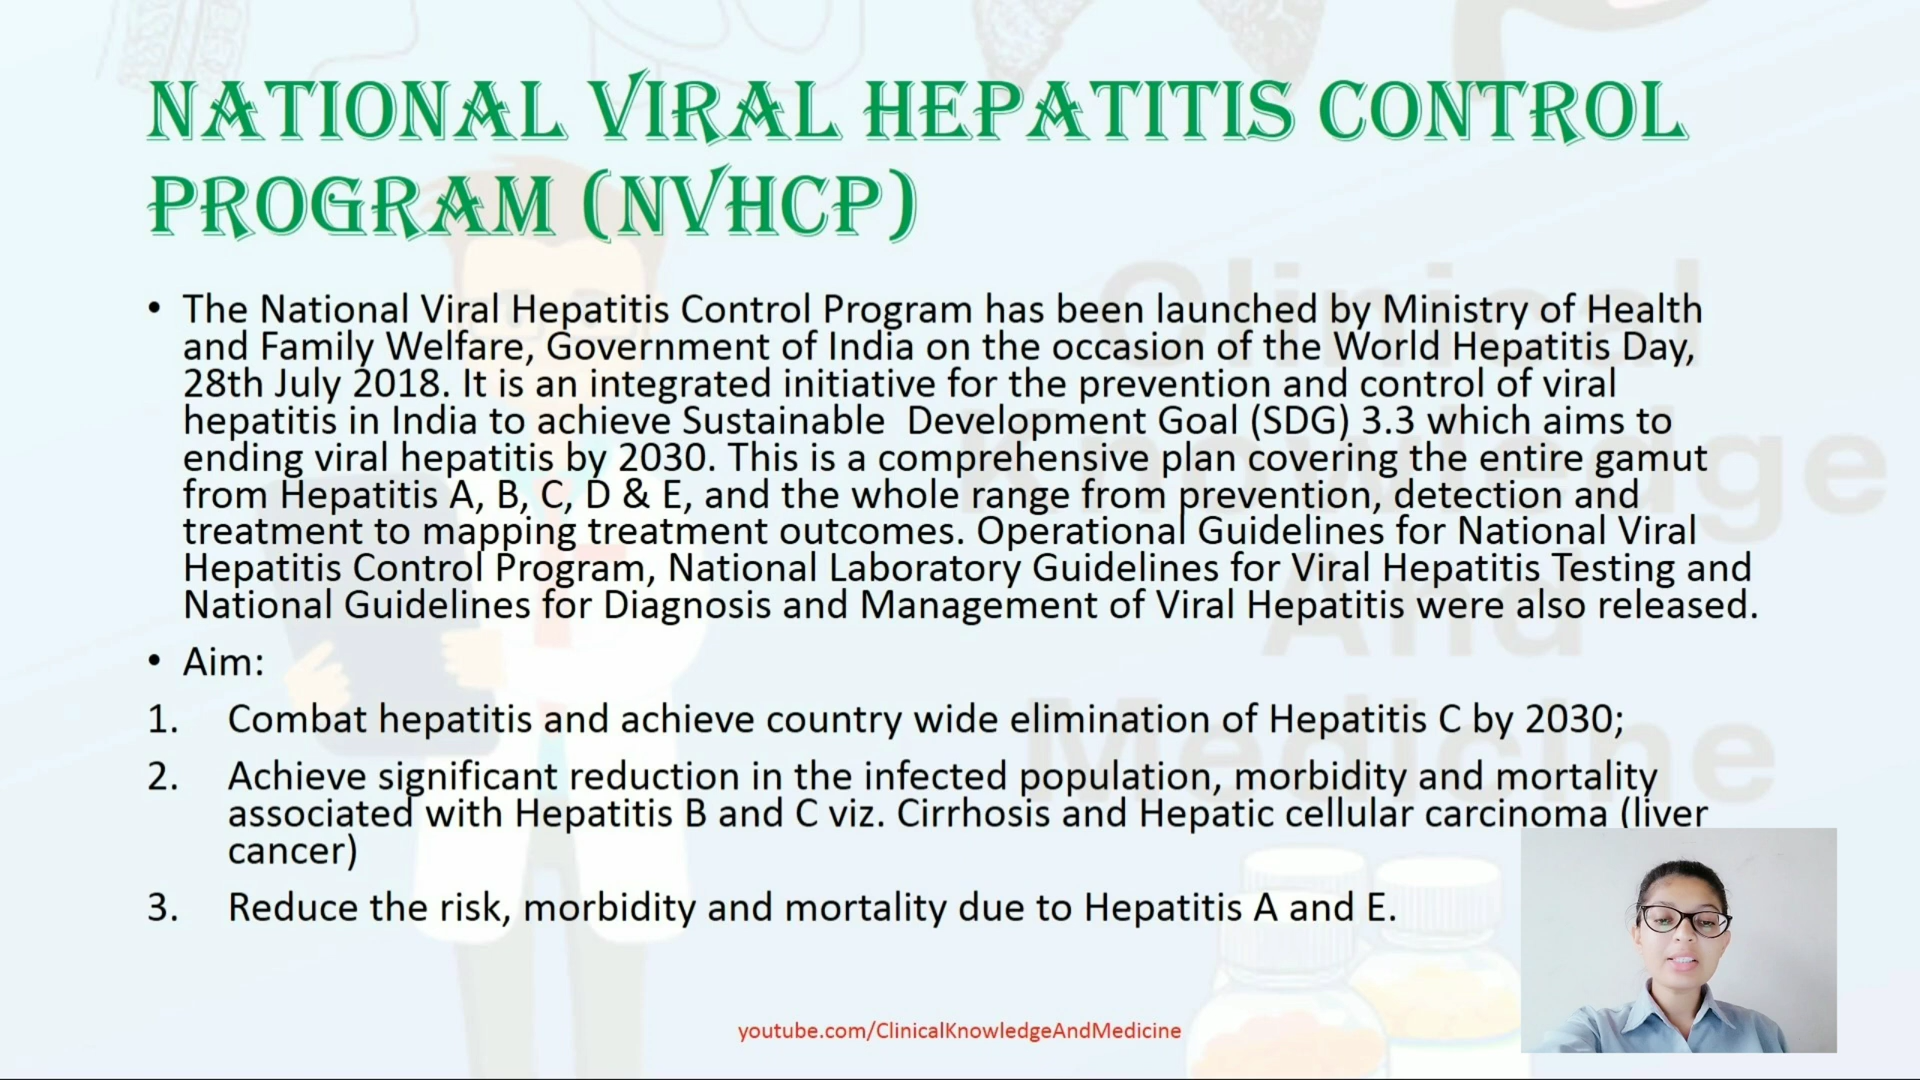 NATIONAL VIRAL HEPATITIS CONTROL
PROGRAM (NVHCP)
• The National Viral Hepatitis Control Program has been launched by Ministry of Health
and Family Welfare, Government of India on the occasion of the World Hepatitis Day,
28th July 2018. It is an integrated initiative for the prevention and control of viral
hepatitis in India to achieve Sustainable  Development Goal (SDG) 3.3 which aims to
ending viral hepatitis by 2030. This is a comprehensive plan covering the entire gamut
from Hepatitis A, B, C, D & E, and the whole range from prevention, detection and
treatment to mapping treatment outcomes. Operational Guidelines for National Viral
Hepatitis Control Program, National Laboratory Guidelines for Viral Hepatitis Testing and
National Guidelines for Diagnosis and Management of Viral Hepatitis were also released.
• Aim:
1. Combat hepatitis and achieve country wide elimination of Hepatitis C by 2030;
2. Achieve significant reduction in the infected population, morbidity and mortality
associated with Hepatitis B and C viz. Cirrhosis and Hepatic cellular carcinoma (liver
cancer)
3. Reduce the risk, morbidity and mortality due to Hepatitis A and E.
Clinical
Knowledge
And
Medicine
youtube.com/ClinicalKnowledgeAndMedicine